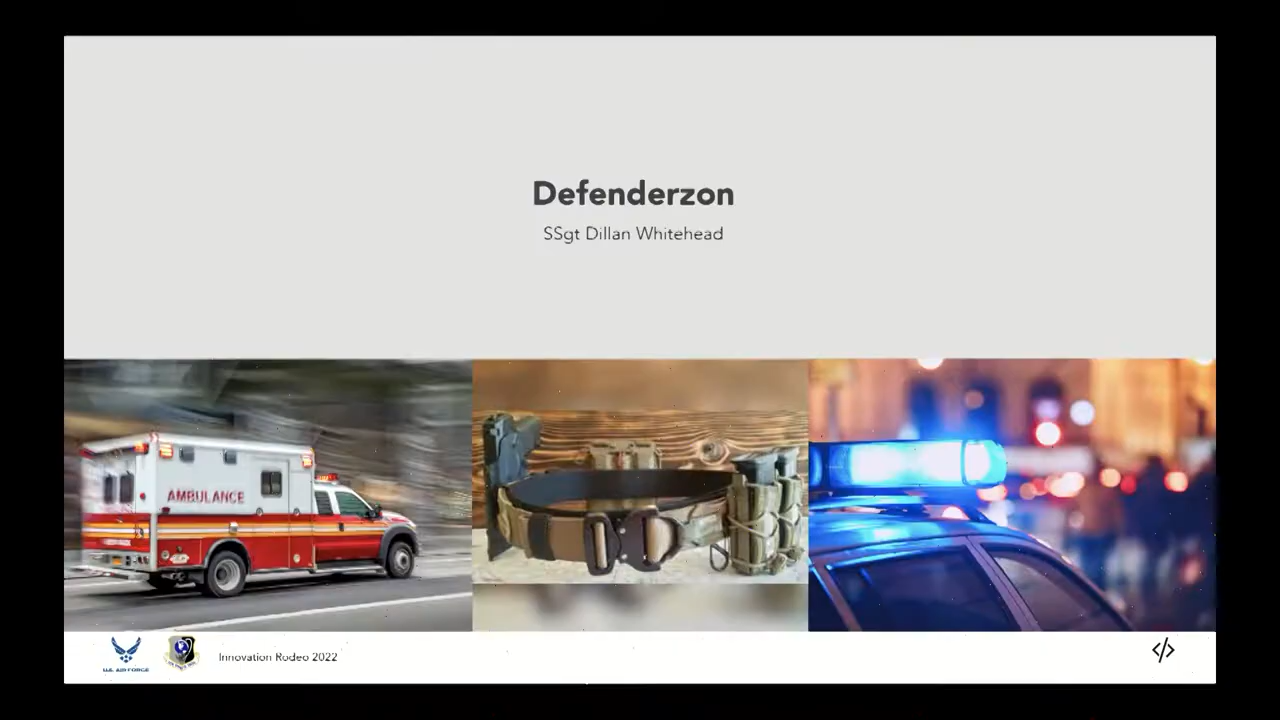 Defenderzon
SSgt Dillan Whitehead
AMBULANCE
U.S. AIR FORCE
Innovation Rodeo 2022
</>